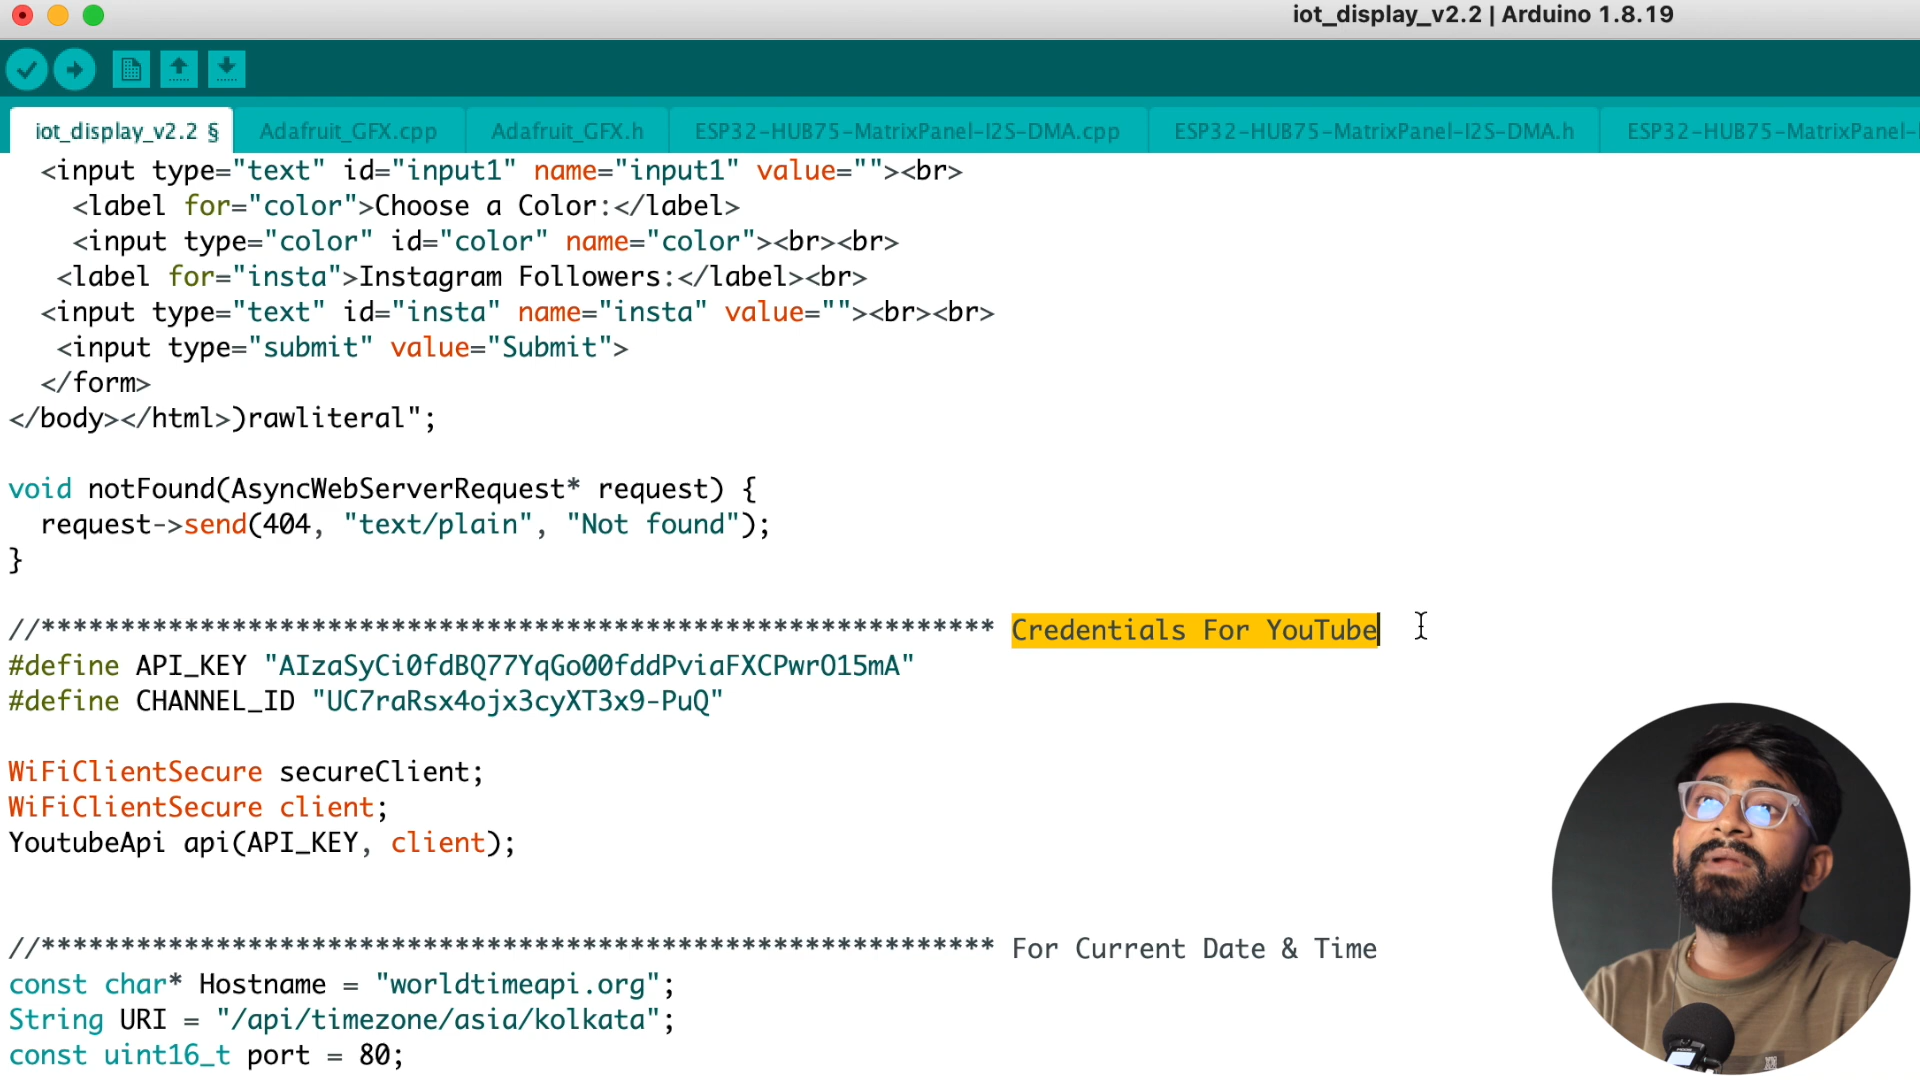 iot_display_v2.2 | Arduino 1.8.19
iot_display_v2.2 § Adafruit_GFX.cpp Adafruit_GFX.h ESP32-HUB75-MatrixPanel-I2S-DMA.cpp ESP32-HUB75-MatrixPanel-I2S-DMA.h ESP32-HUB75-MatrixPanel-
<input type="text" id="input1" name="input1" value=""><br>
<label for="color">Choose a Color:</label>
<input type="color" id="color" name="color"><br><br>
<label for="insta">Instagram Followers:</label><br>
<input type="text" id="insta" name="insta" value=""><br><br>
<input type="submit" value="Submit">
</form>
</body></html>)rawliteral";
void notFound(AsyncWebServerRequest* request) {
request->send(404, "text/plain", "Not found");
}
//************************************************************ Credentials For YouTube
#define API_KEY "AIzaSyCi0fdBQ77YqGo00fddPviaFXCPwrO15mA"
#define CHANNEL_ID "UC7raRsx4ojx3cyXT3x9-PuQ"
WiFiClientSecure secureClient;
WiFiClientSecure client;
YoutubeApi api(API_KEY, client);
//************************************************************ For Current Date & Time
const char* Hostname = "worldtimeapi.org";
String URI = "/api/timezone/asia/kolkata";
const uint16_t port = 80;